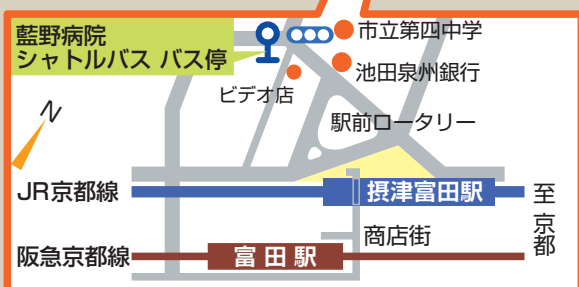 藍野病院
シャトルバス バス停
市立第四中学
池田泉州銀行
ビデオ店
駅前ロータリー
N
JR京都線
摂津富田駅
至京都
商店街
阪急京都線
富田駅